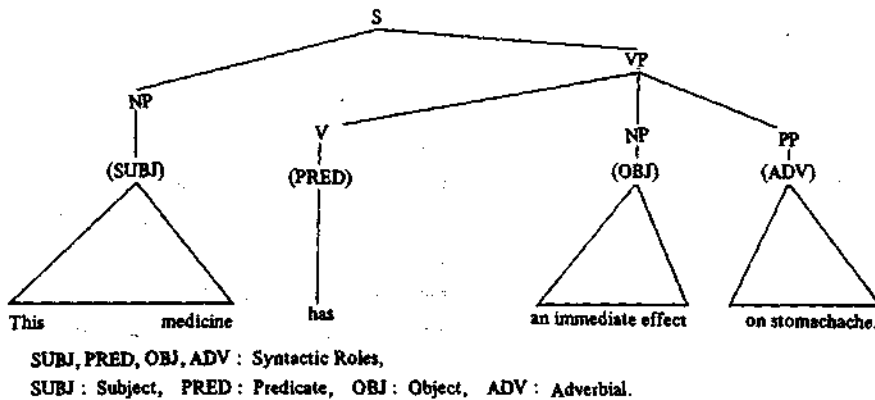 S
VP
NP
V NP PP
(SUBJ) (PRED) (OBJ) (ADV)
This medicine has an immediate effect on stomachache.
SUBJ, PRED, OBJ, ADV : Syntactic Roles,
SUBJ : Subject, PRED : Predicate, OBJ : Object, ADV : Adverbial.